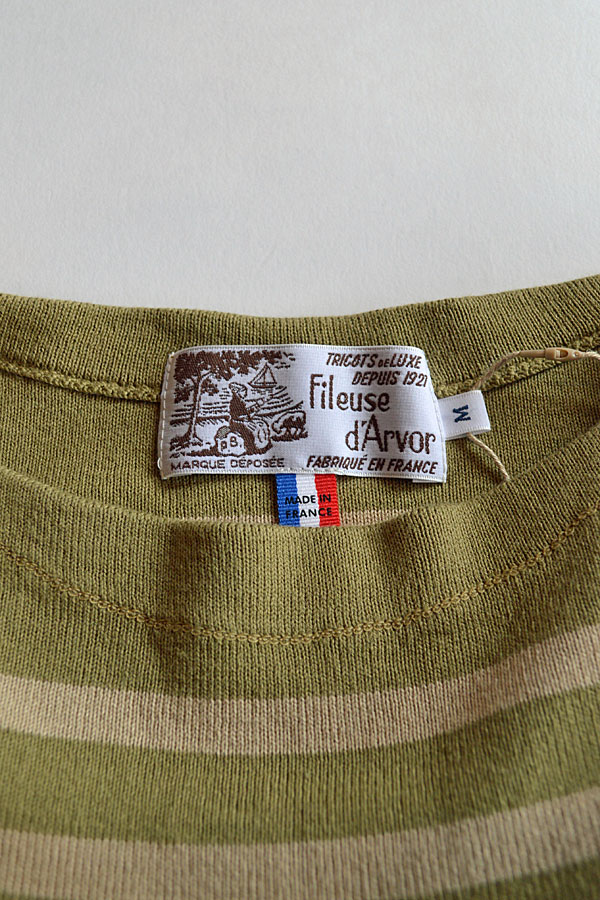 TRICOTS DE LUXE
DEPUIS 1921
Fileuse
d'Arvor
B.
MARQUE DÉPOSÉE
FABRIQUÉ EN FRANCE
M
MADE IN
FRANCE